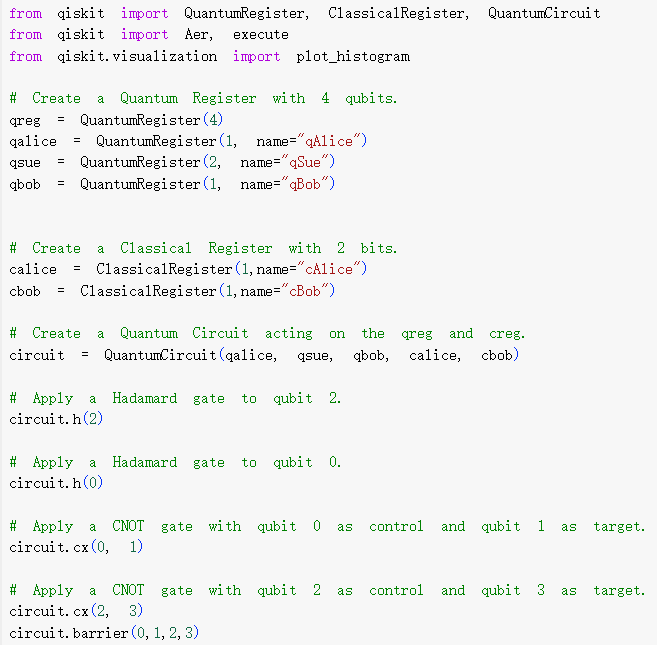 from qiskit import QuantumRegister, ClassicalRegister, QuantumCircuit
from qiskit import Aer, execute
from qiskit.visualization import plot_histogram
# Create a Quantum Register with 4 qubits.
qreg = QuantumRegister(4)
qalice = QuantumRegister(1, name="qAlice")
qsue = QuantumRegister(2, name="qSue")
qbob = QuantumRegister(1, name="qBob")
# Create a Classical Register with 2 bits.
calice = ClassicalRegister(1,name="cAlice")
cbob = ClassicalRegister(1,name="cBob")
# Create a Quantum Circuit acting on the qreg and creg.
circuit = QuantumCircuit(qalice, qsue, qbob, calice, cbob)
# Apply a Hadamard gate to qubit 2.
circuit.h(2)
# Apply a Hadamard gate to qubit 0.
circuit.h(0)
# Apply a CNOT gate with qubit 0 as control and qubit 1 as target.
circuit.cx(0, 1)
# Apply a CNOT gate with qubit 2 as control and qubit 3 as target.
circuit.cx(2, 3)
circuit.barrier(0,1,2,3)